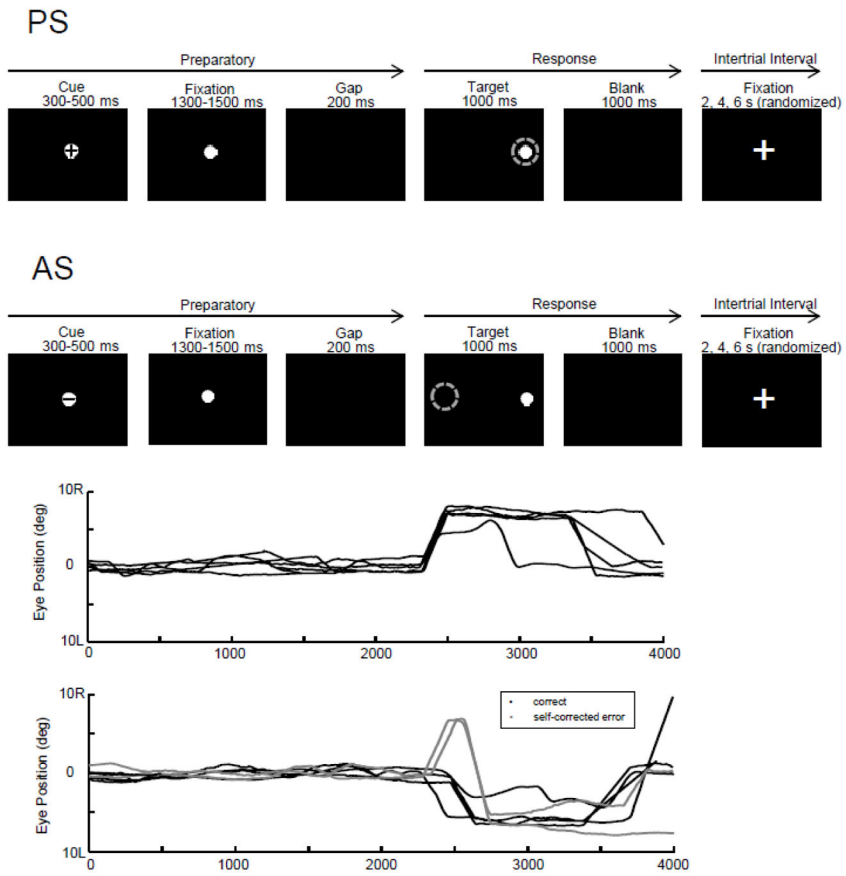 PS
Preparatory Response Intertrial Interval
Cue Fixation Gap Target Blank Fixation
300-500 ms 1300-1500 ms 200 ms 1000 ms 1000 ms 2, 4, 6 s (randomized)
AS
Preparatory Response Intertrial Interval
Cue Fixation Gap Target Blank Fixation
300-500 ms 1300-1500 ms 200 ms 1000 ms 1000 ms 2, 4, 6 s (randomized)
10R
0
10L
Eye Position (deg)
0 1000 2000 3000 4000
10R
0
10L
Eye Position (deg)
correct
self-corrected error
0 1000 2000 3000 4000